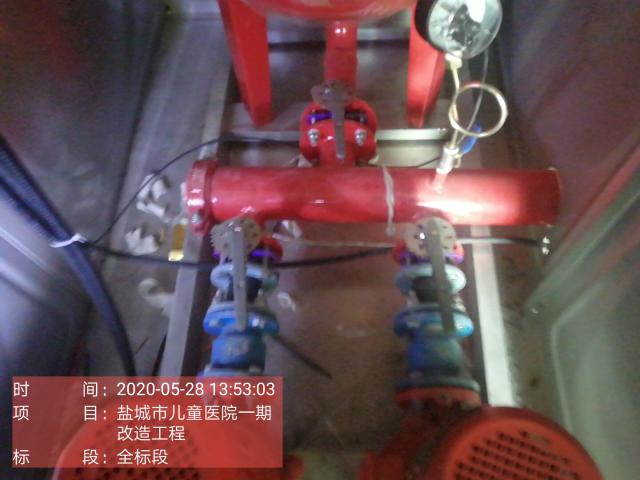 时 间：2020-05-28 13:53:03
项 目：盐城市儿童医院一期
改造工程
标 段：全标段